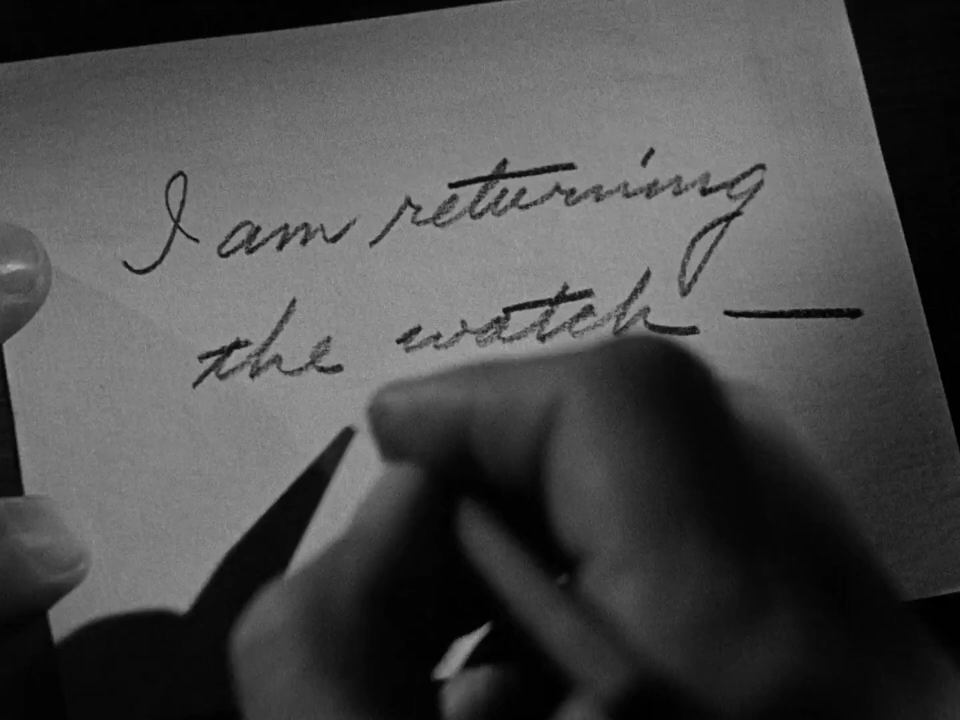 I am returning
the watch —